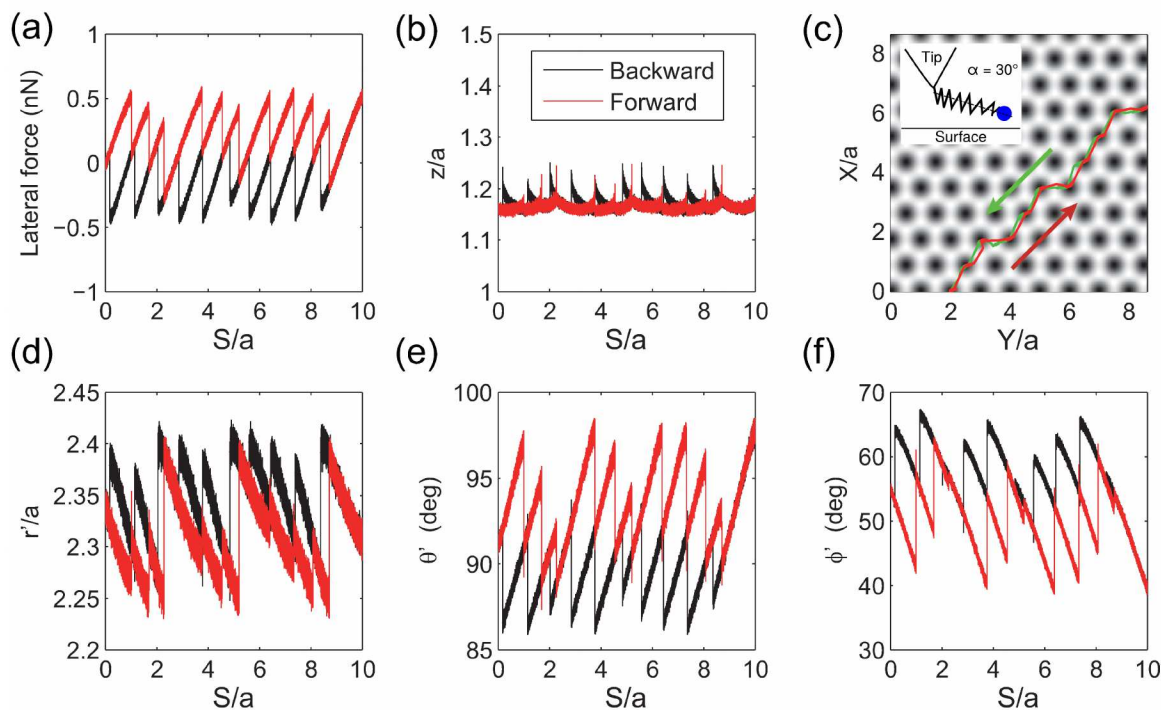 (a)
Lateral force (nN)
1
0.5
0
−0.5
−1
0 2 4 6 8 10
S/a
(b)
z/a
1.5
1.4
1.3
1.2
1.1
1
Backward
Forward
0 2 4 6 8 10
S/a
(c)
X/a
8
6
4
2
0
Tip
α = 30°
Surface
0 2 4 6 8
Y/a
(d)
r'/a
2.45
2.4
2.35
2.3
2.25
2.2
0 2 4 6 8 10
S/a
(e)
θ' (deg)
100
95
90
85
0 2 4 6 8 10
S/a
(f)
ϕ' (deg)
70
60
50
40
30
0 2 4 6 8 10
S/a